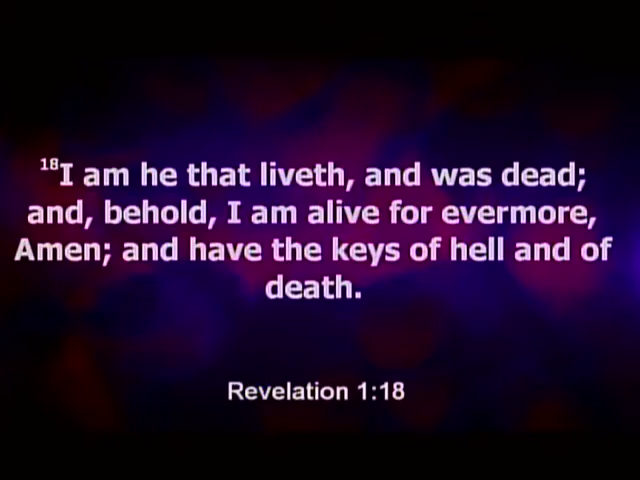 18I am he that liveth, and was dead;
and, behold, I am alive for evermore,
Amen; and have the keys of hell and of
death.
Revelation 1:18